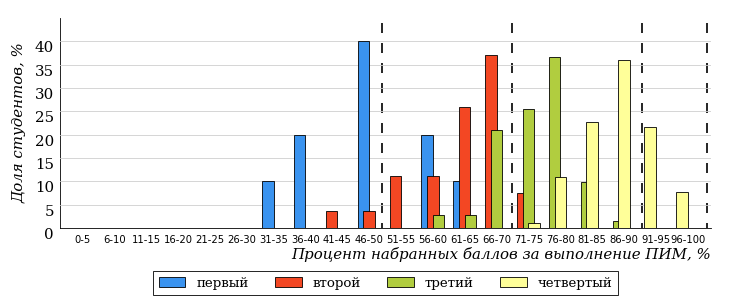 Доля студентов, %
40
35
30
25
20
15
10
5
0
0-5 6-10 11-15 16-20 21-25 26-30 31-35 36-40 41-45 46-50 51-55 56-60 61-65 66-70 71-75 76-80 81-85 86-90 91-95 96-100
Процент набранных баллов за выполнение ПИМ, %
первый второй третий четвертый